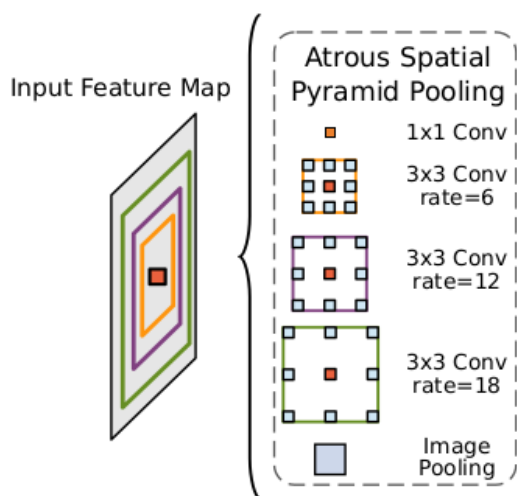 Input Feature Map
Atrous Spatial
Pyramid Pooling
1x1 Conv
3x3 Conv
rate=6
3x3 Conv
rate=12
3x3 Conv
rate=18
Image
Pooling